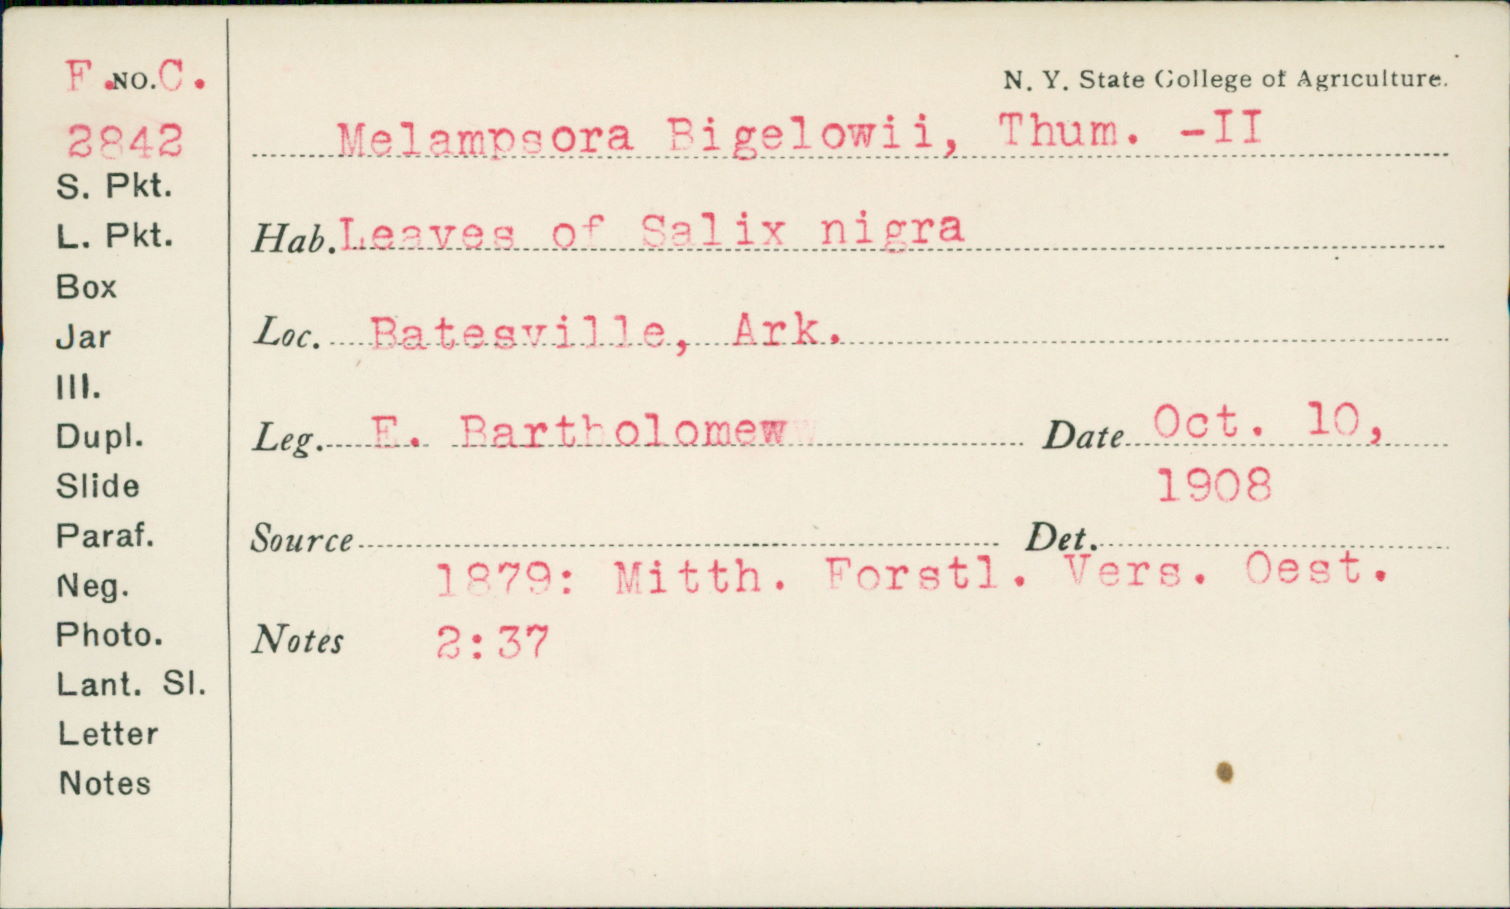 F. NO. C.
2842
S. Pkt.
L. Pkt.
Box
Jar
Ill.
Dupl.
Slide
Paraf.
Neg.
Photo.
Lant. Sl.
Letter
Notes
N. Y. State College of Agriculture.
Melampsora Bigelowii, Thum. -II
Hab. Leaves of Salix nigra
Loc. Batesville, Ark.
Leg. E. Bartholomew Date Oct. 10,
1908
Source Det.
1879: Mitth. Forstl. Vers. Oest.
Notes 2:37